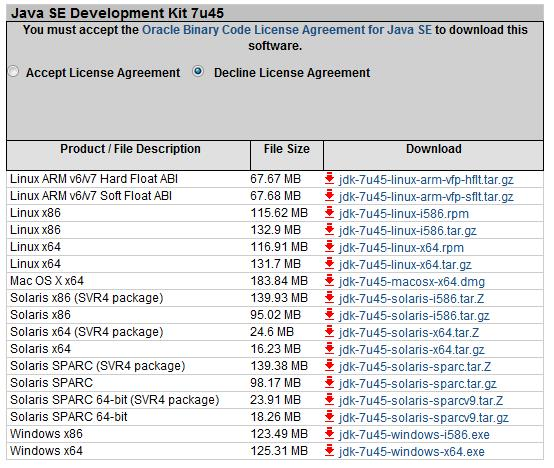 Java SE Development Kit 7u45
You must accept the Oracle Binary Code License Agreement for Java SE to download this
software.
Accept License Agreement Decline License Agreement
Product / File Description File Size Download
Linux ARM v6/v7 Hard Float ABI 67.67 MB jdk-7u45-linux-arm-vfp-hflt.tar.gz
Linux ARM v6/v7 Soft Float ABI 67.68 MB jdk-7u45-linux-arm-vfp-sflt.tar.gz
Linux x86 115.62 MB jdk-7u45-linux-i586.rpm
Linux x86 132.9 MB jdk-7u45-linux-i586.tar.gz
Linux x64 116.91 MB jdk-7u45-linux-x64.rpm
Linux x64 131.7 MB jdk-7u45-linux-x64.tar.gz
Mac OS X x64 183.84 MB jdk-7u45-macosx-x64.dmg
Solaris x86 (SVR4 package) 139.93 MB jdk-7u45-solaris-i586.tar.Z
Solaris x86 95.02 MB jdk-7u45-solaris-i586.tar.gz
Solaris x64 (SVR4 package) 24.6 MB jdk-7u45-solaris-x64.tar.Z
Solaris x64 16.23 MB jdk-7u45-solaris-x64.tar.gz
Solaris SPARC (SVR4 package) 139.38 MB jdk-7u45-solaris-sparc.tar.Z
Solaris SPARC 98.17 MB jdk-7u45-solaris-sparc.tar.gz
Solaris SPARC 64-bit (SVR4 package) 23.91 MB jdk-7u45-solaris-sparcv9.tar.Z
Solaris SPARC 64-bit 18.26 MB jdk-7u45-solaris-sparcv9.tar.gz
Windows x86 123.49 MB jdk-7u45-windows-i586.exe
Windows x64 125.31 MB jdk-7u45-windows-x64.exe